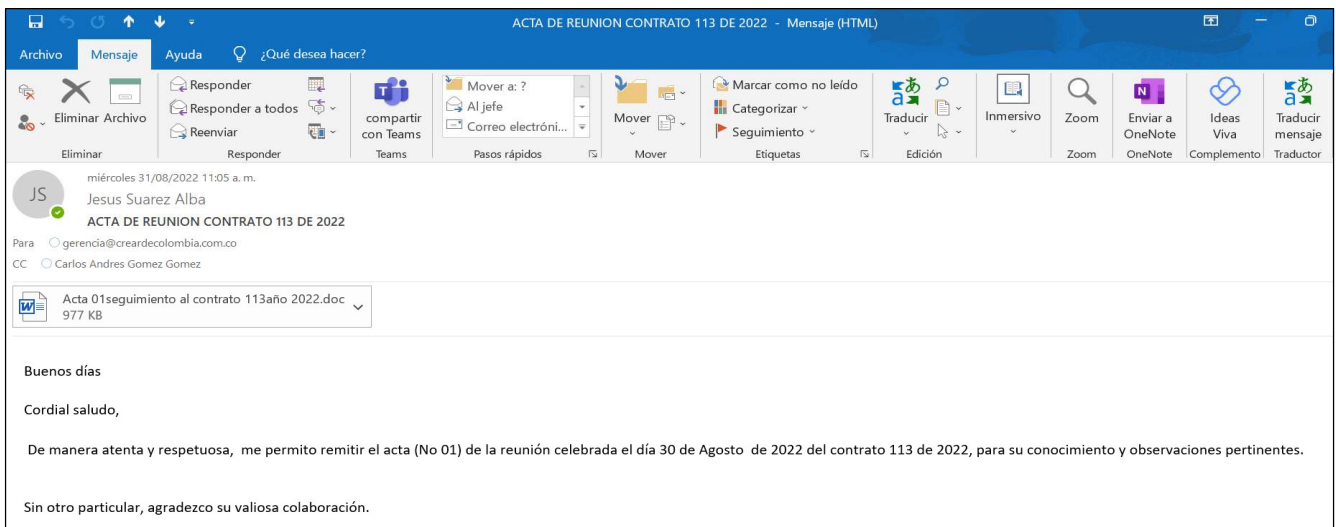 ACTA DE REUNION CONTRATO 113 DE 2022 - Mensaje (HTML)
Archivo Mensaje Ayuda ¿Qué desea hacer?
Eliminar Archivo
Eliminar
Responder
Responder a todos
Reenviar
Responder
compartir
con Teams
Teams
Mover a: ?
Al jefe
Correo electróni...
Pasos rápidos
Mover
Mover
Marcar como no leído
Categorizar
Seguimiento
Etiquetas
Traducir
Edición
Inmersivo
Zoom
Zoom
Enviar a
OneNote
OneNote
Ideas
Viva
Complemento
Traducir
mensaje
Traductor
JS
miércoles 31/08/2022 11:05 a. m.
Jesus Suarez Alba
ACTA DE REUNION CONTRATO 113 DE 2022
Para gerencia@creardecolombia.com.co
CC Carlos Andres Gomez Gomez
Acta 01seguimiento al contrato 113año 2022.doc
977 KB
Buenos días
Cordial saludo,
De manera atenta y respetuosa, me permito remitir el acta (No 01) de la reunión celebrada el día 30 de Agosto de 2022 del contrato 113 de 2022, para su conocimiento y observaciones pertinentes.
Sin otro particular, agradezco su valiosa colaboración.